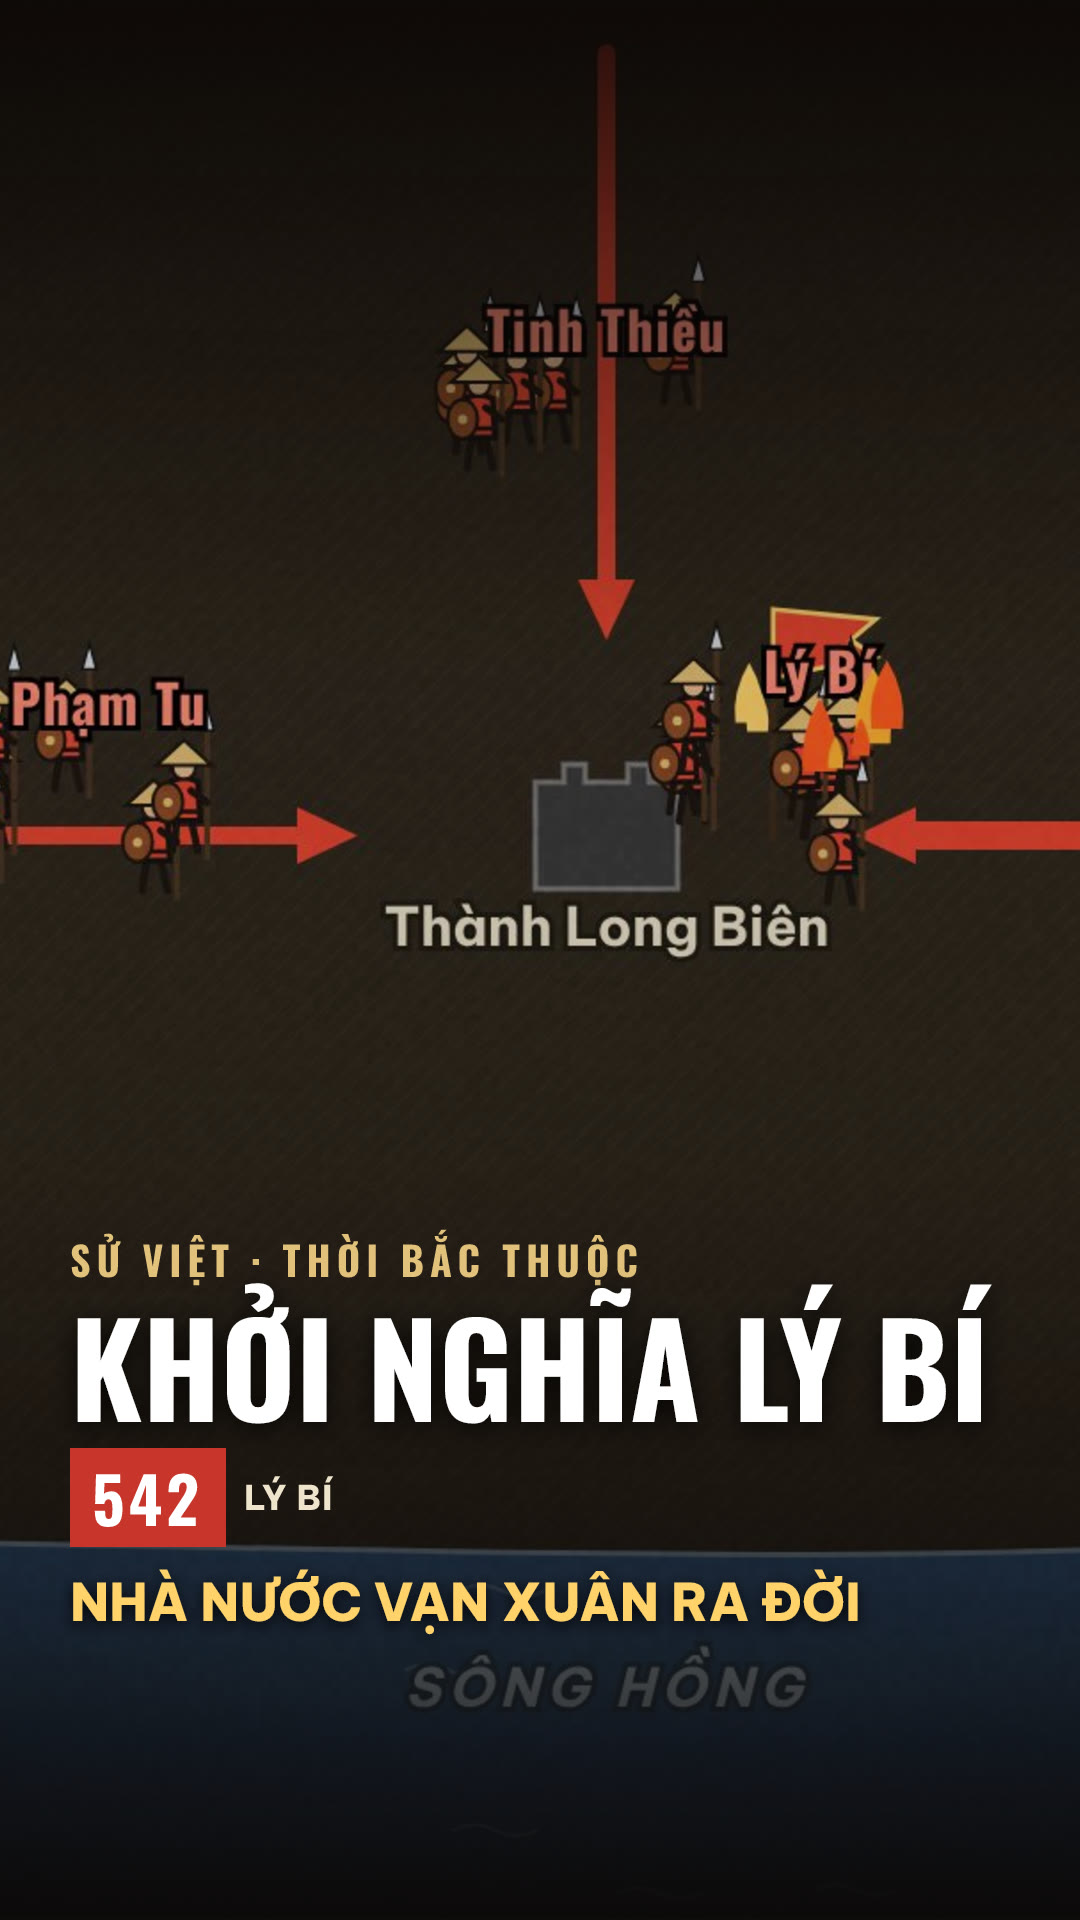 Tinh Thiều
Lý Bí
Phạm Tu
Thành Long Biên
SỬ VIỆT · THỜI BẮC THUỘC
KHỞI NGHĨA LÝ BÍ
542 LÝ BÍ
NHÀ NƯỚC VẠN XUÂN RA ĐỜI
SÔNG HỒNG